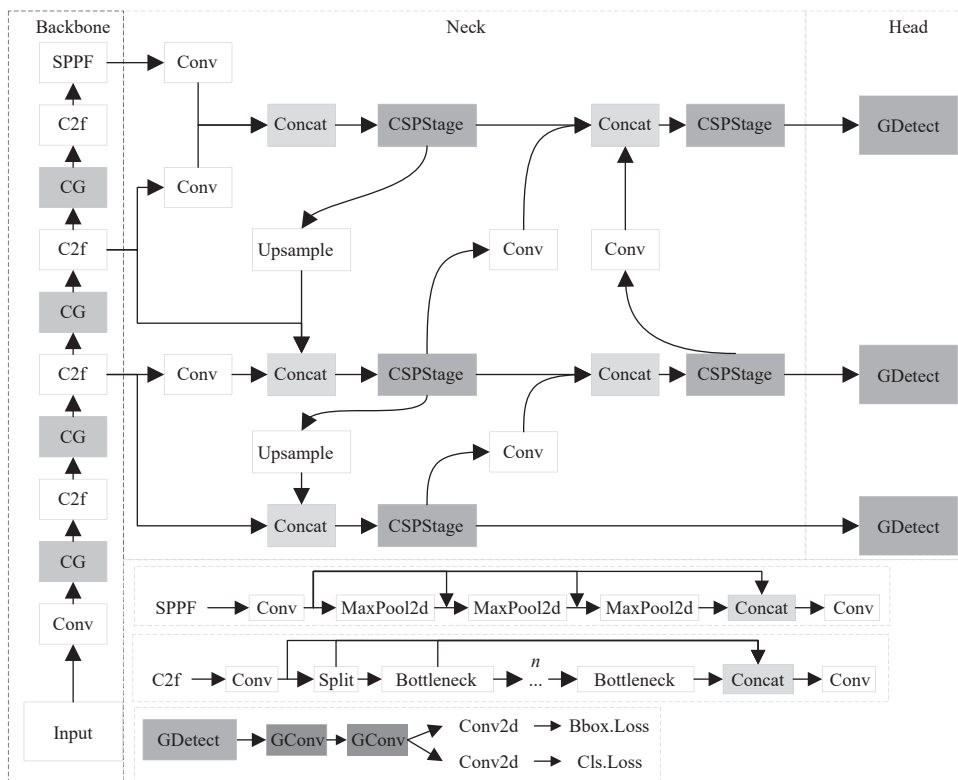 Backbone Neck Head
SPPF Conv
C2f Concat CSPStage Concat CSPStage GDetect
CG Conv
C2f Upsample Conv Conv
CG
C2f Conv Concat CSPStage Concat CSPStage GDetect
CG Upsample Conv
C2f
Concat CSPStage GDetect
CG
Conv
Input
SPPF Conv MaxPool2d MaxPool2d MaxPool2d Concat Conv
n
C2f Conv Split Bottleneck ... Bottleneck Concat Conv
GDetect GConv GConv
Conv2d Bbox.Loss
Conv2d Cls.Loss